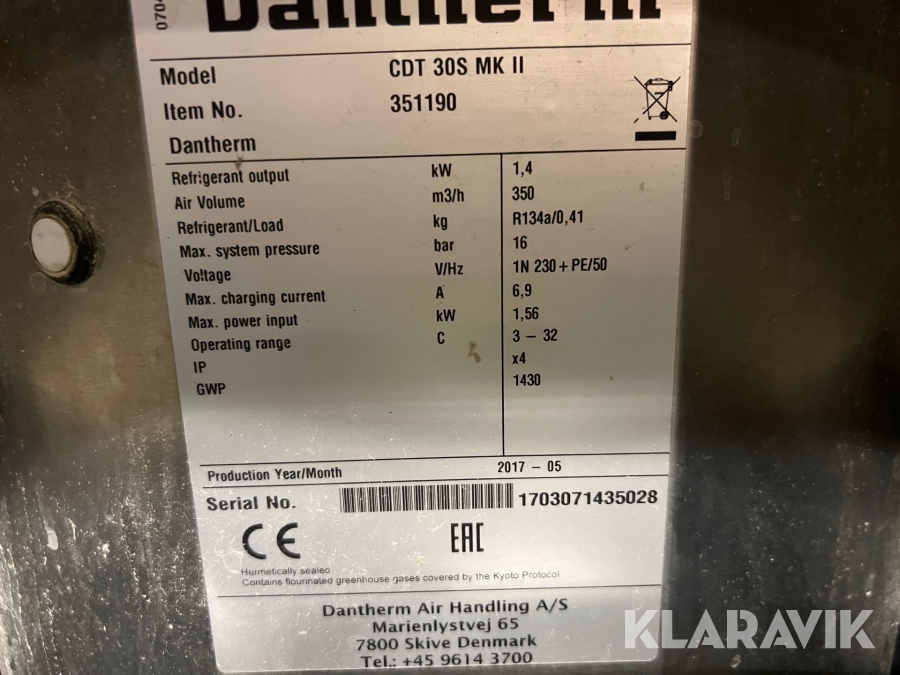 0704
Dantherm
Model CDT 30S MK II
Item No. 351190
Dantherm
Refrigerant output kW 1,4
Air Volume m3/h 350
Refrigerant/Load kg R134a/0,41
Max. system pressure bar 16
Voltage V/Hz 1N 230 + PE/50
Max. charging current A 6,9
Max. power input kW 1,56
Operating range C 3 – 32
IP x4
GWP 1430
Production Year/Month 2017 – 05
Serial No. 1703071435028
CE EAC
Hermetically sealed
Contains flourinated greenhouse gases covered by the Kyoto Protocol
Dantherm Air Handling A/S
Marienlystvej 65
7800 Skive Denmark
Tel.: +45 9614 3700
KLARAVIK